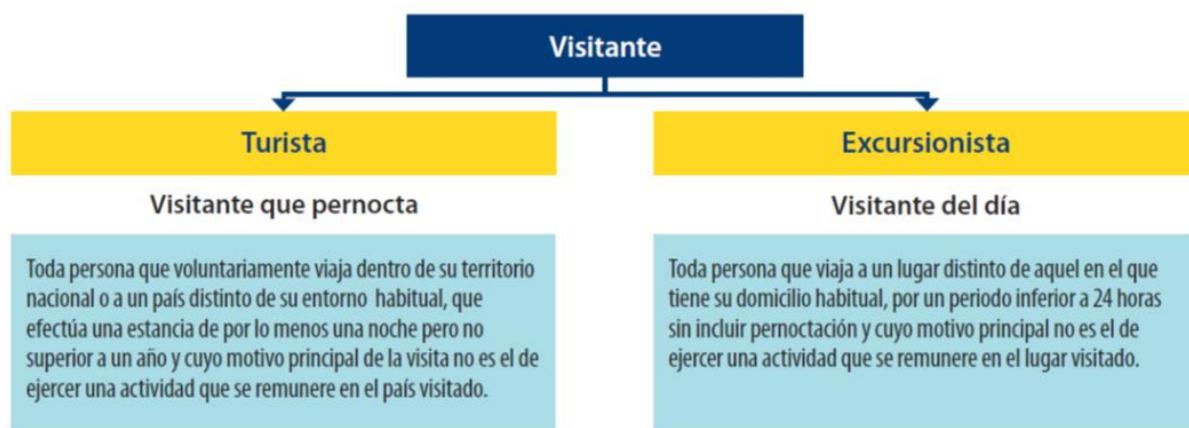 Visitante
Turista
Visitante que pernocta
Toda persona que voluntariamente viaja dentro de su territorio
nacional o a un país distinto de su entorno habitual, que
efectúa una estancia de por lo menos una noche pero no
superior a un año y cuyo motivo principal de la visita no es el de
ejercer una actividad que se remunere en el país visitado.
Excursionista
Visitante del día
Toda persona que viaja a un lugar distinto de aquel en el que
tiene su domicilio habitual, por un periodo inferior a 24 horas
sin incluir pernoctación y cuyo motivo principal no es el de
ejercer una actividad que se remunere en el lugar visitado.